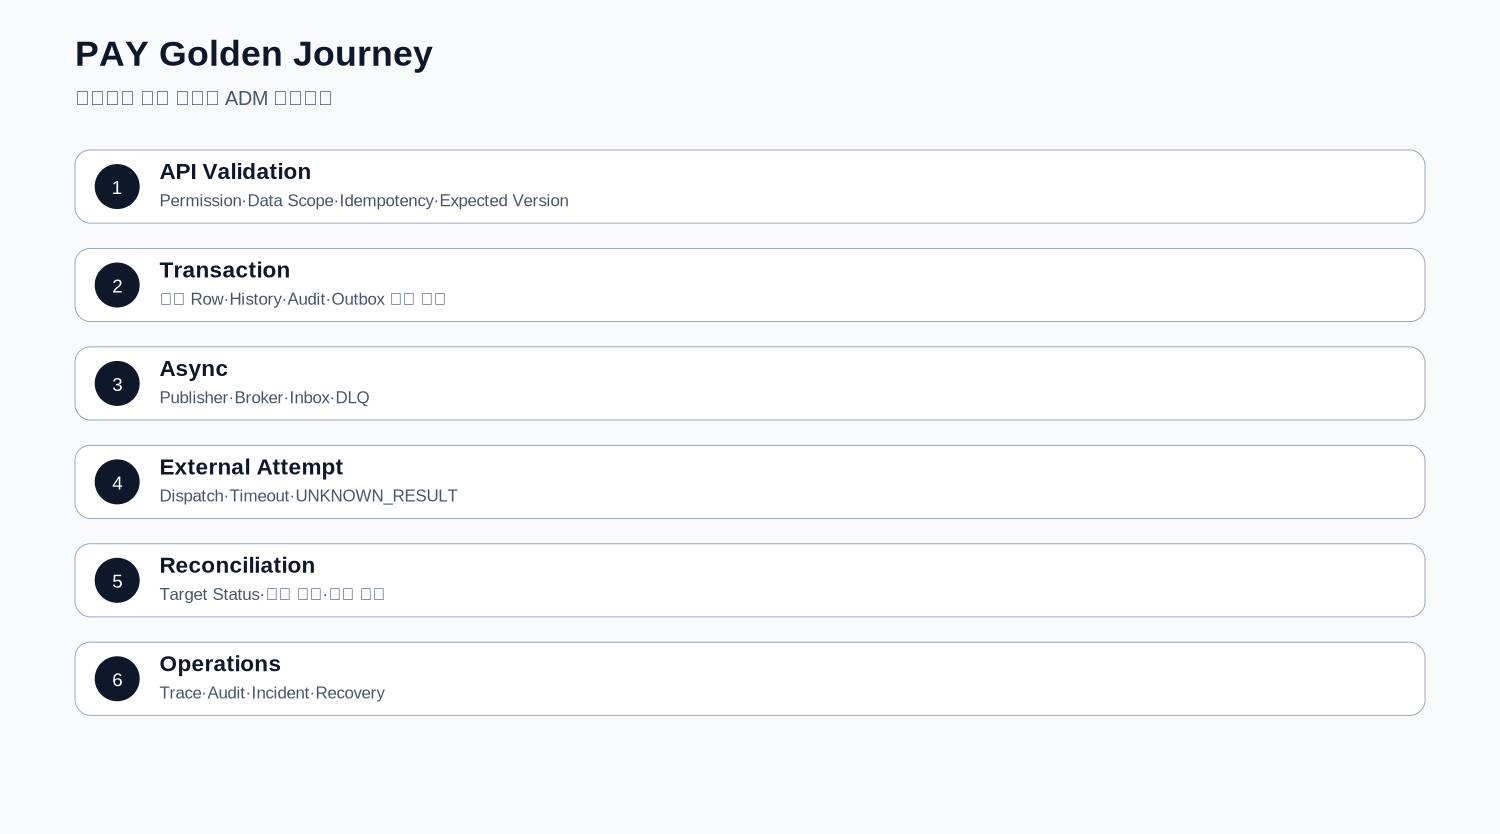 PAY Golden Journey
ADM
1
API Validation
Permission·Data Scope·Idempotency·Expected Version
2
Transaction
Row·History·Audit·Outbox
3
Async
Publisher·Broker·Inbox·DLQ
4
External Attempt
Dispatch·Timeout·UNKNOWN_RESULT
5
Reconciliation
Target Status·
6
Operations
Trace·Audit·Incident·Recovery